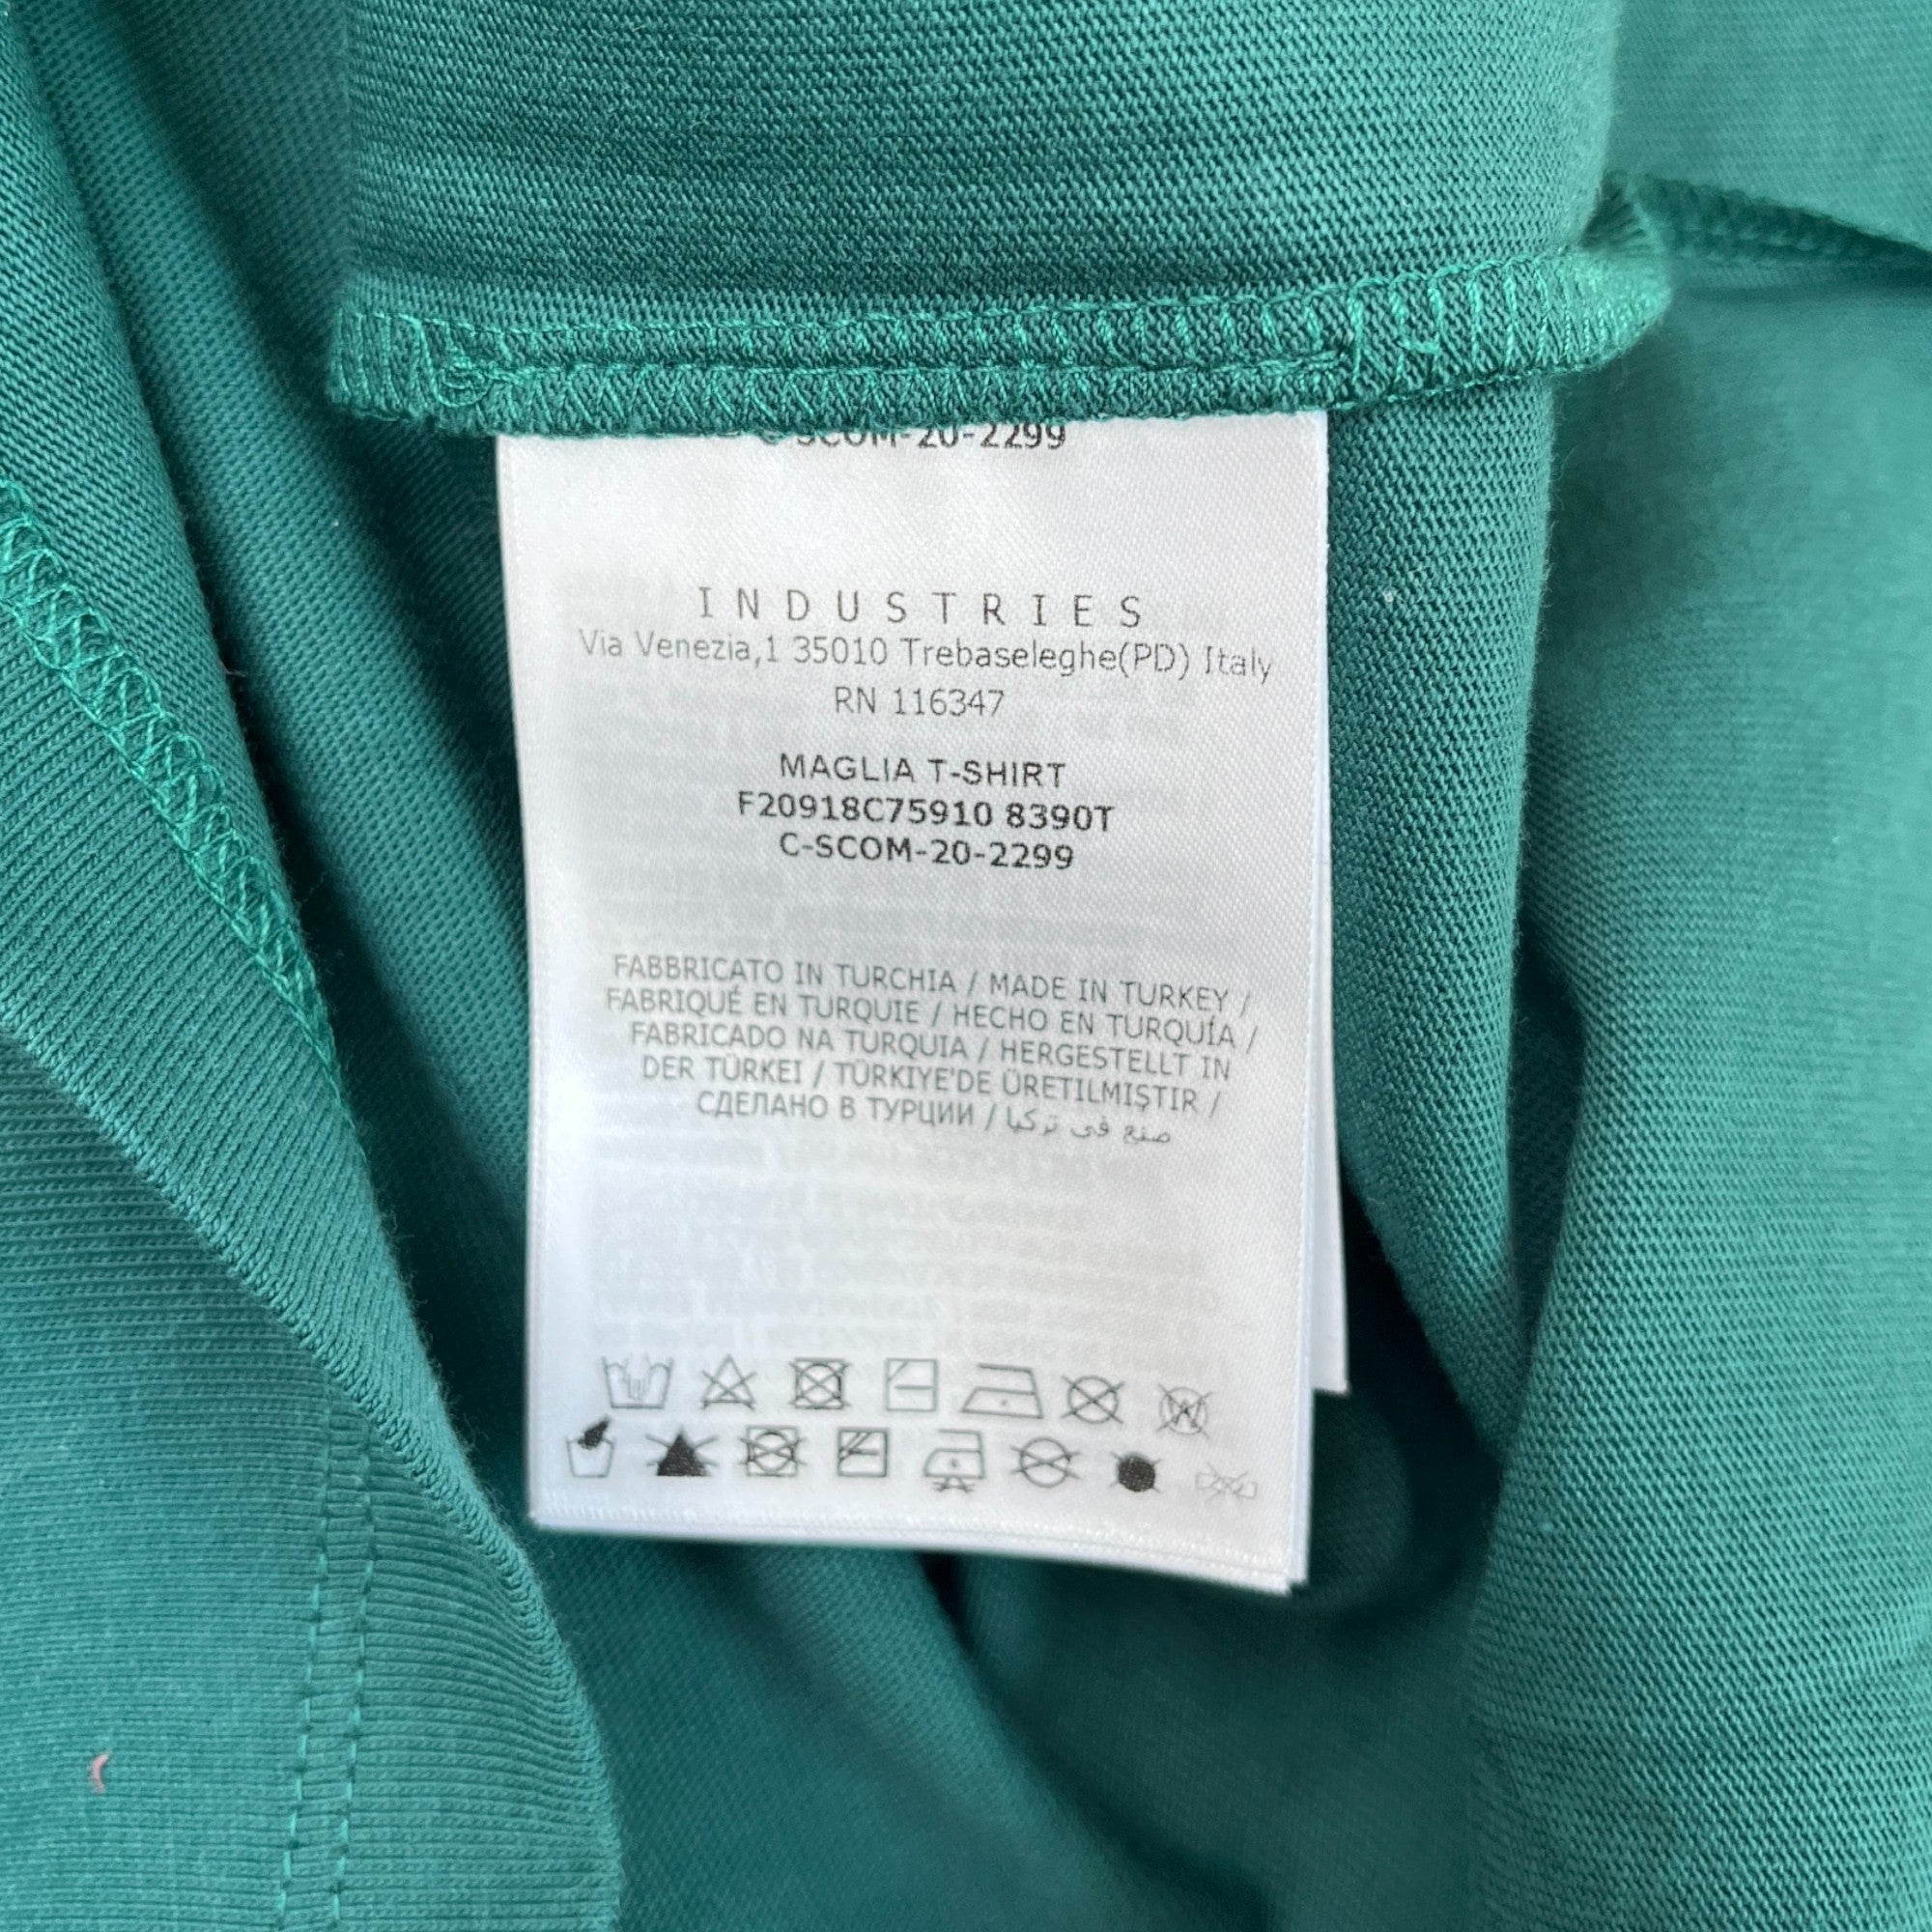 C-SCOM-20-2299
INDUSTRIES
Via Venezia,1 35010 Trebaseleghe(PD) Italy
RN 116347
MAGLIA T-SHIRT
F20918C75910 8390T
C-SCOM-20-2299
FABBRICATO IN TURCHIA / MADE IN TURKEY /
FABRIQUÉ EN TURQUIE / HECHO EN TURQUÍA /
FABRICADO NA TURQUIA / HERGESTELLT IN
DER TÜRKEI / TÜRKIYE'DE ÜRETILMIŞTIR /
СДЕЛАНО В ТУРЦИИ / صنع في تركيا
W